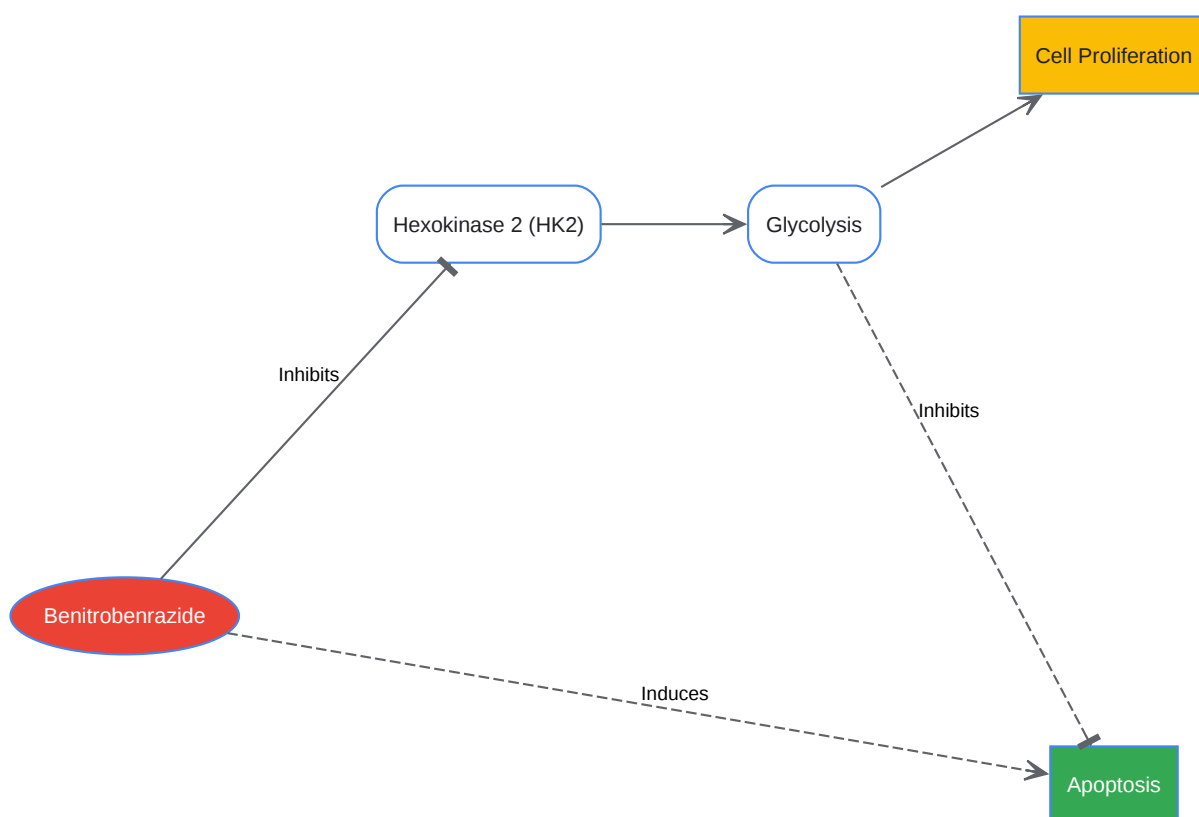 Cell Proliferation
Hexokinase 2 (HK2)
Glycolysis
Inhibits
Inhibits
Benitrobenrazide
Induces
Apoptosis